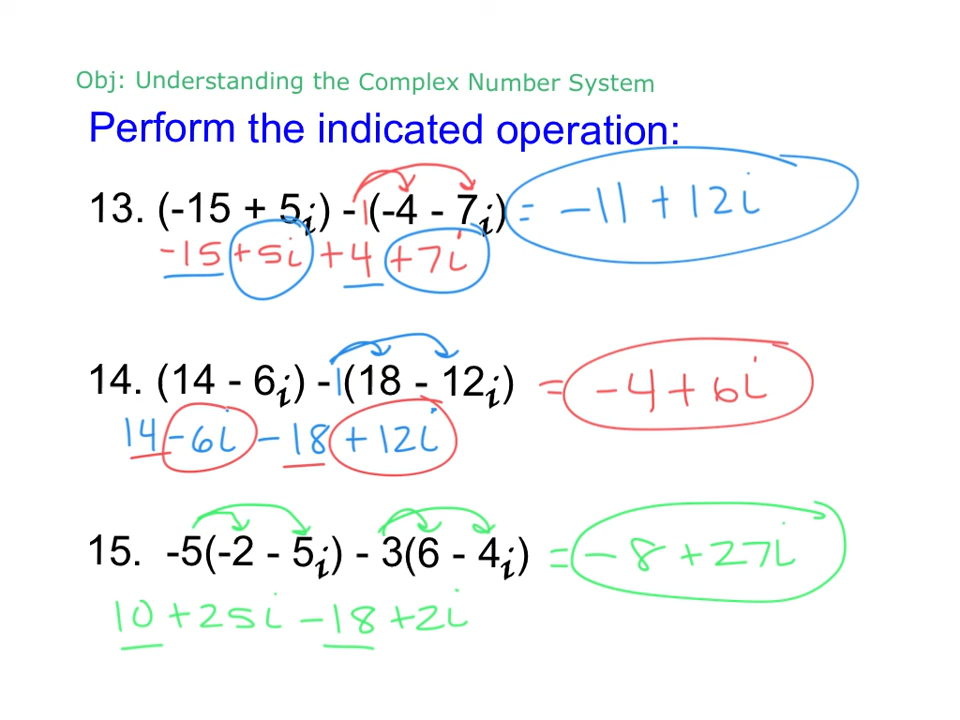 Obj: Understanding the Complex Number System
Perform the indicated operation:
13. (-15 + 5i) - 1(-4 - 7i) = -11 + 12i
-15 + 5i + 4 + 7i
14. (14 - 6i) - 1(18 - 12i) = -4 + 6i
14 - 6i - 18 + 12i
15. -5(-2 - 5i) - 3(6 - 4i) = -8 + 27i
10 + 25i - 18 + 2i